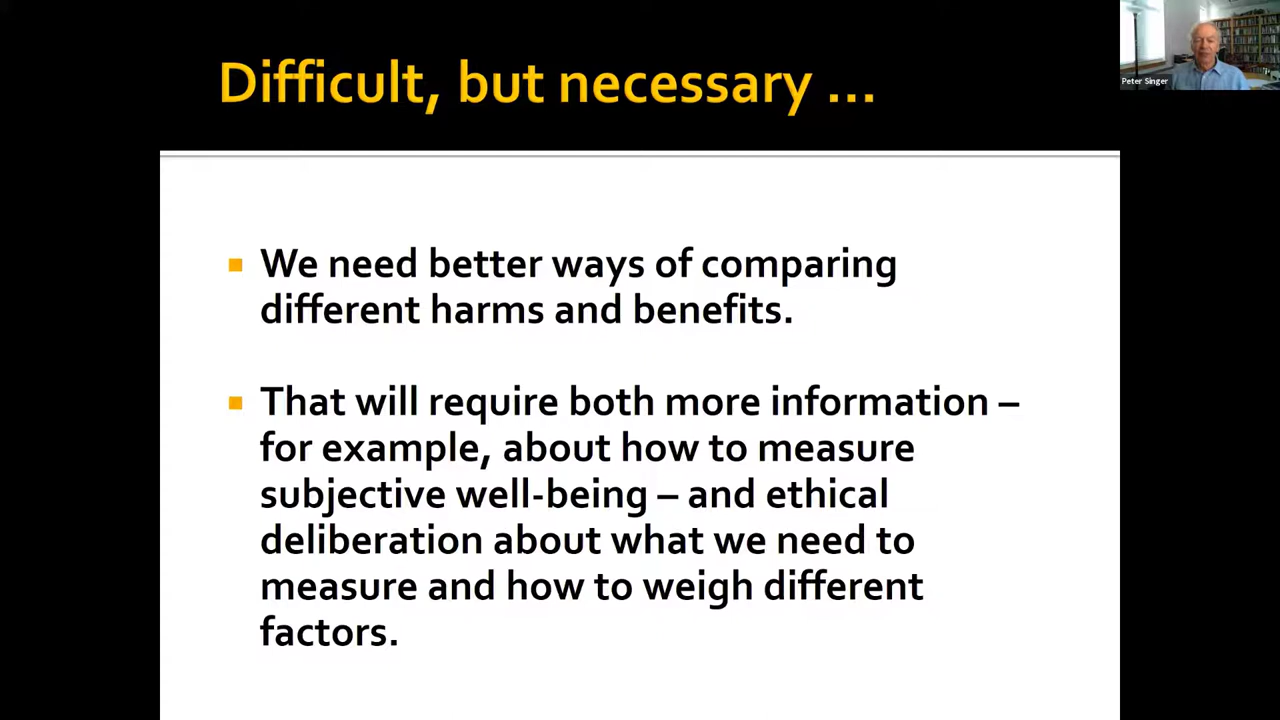 Difficult, but necessary ...
Peter Singer
We need better ways of comparing
different harms and benefits.
That will require both more information –
for example, about how to measure
subjective well-being – and ethical
deliberation about what we need to
measure and how to weigh different
factors.